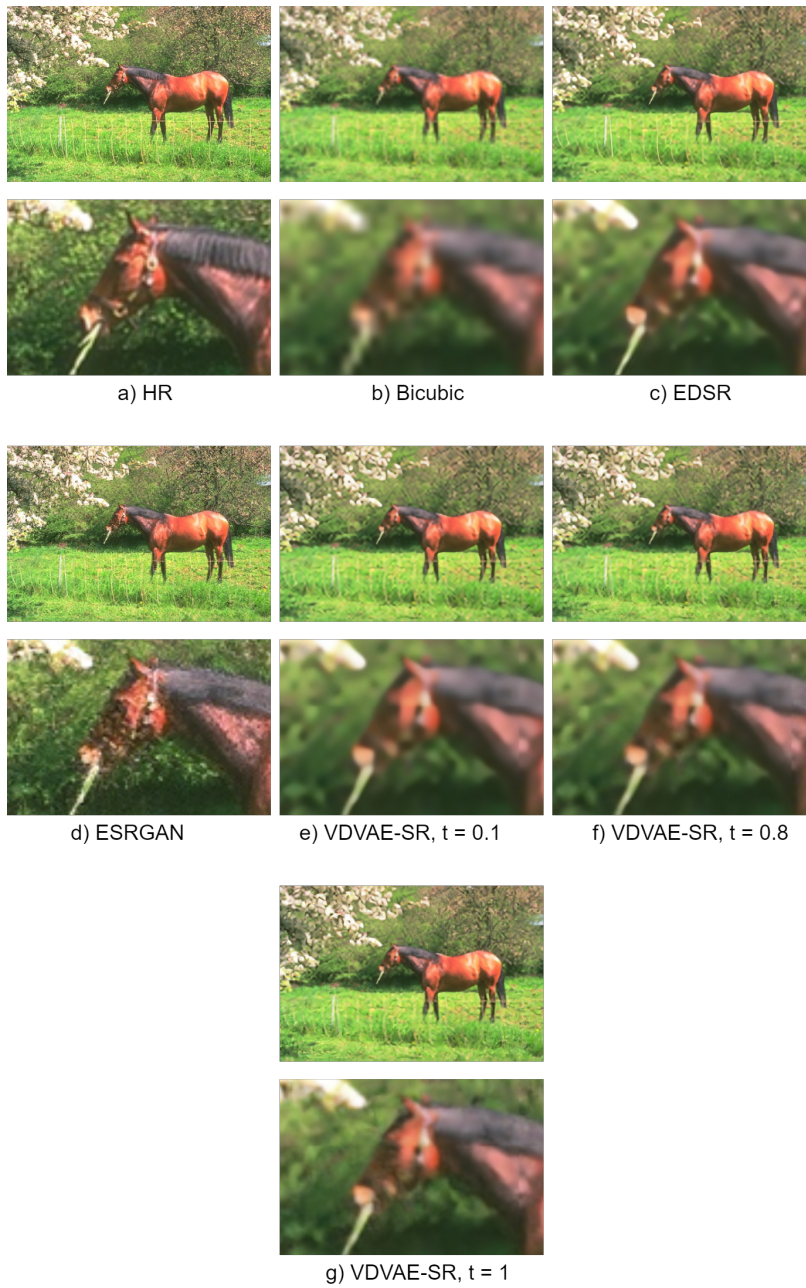 a) HR
b) Bicubic
c) EDSR
d) ESRGAN
e) VDVAE-SR, t = 0.1
f) VDVAE-SR, t = 0.8
g) VDVAE-SR, t = 1